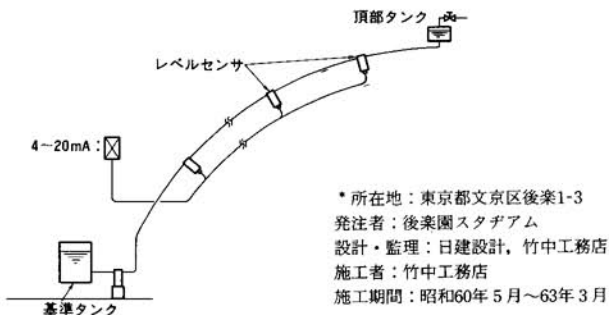 頂部タンク
レベルセンサ
4~20mA:
基準タンク
*所在地:東京都文京区後楽1-3
発注者:後楽園スタヂアム
設計・監理:日建設計,竹中工務店
施工者:竹中工務店
施工期間:昭和60年5月~63年3月